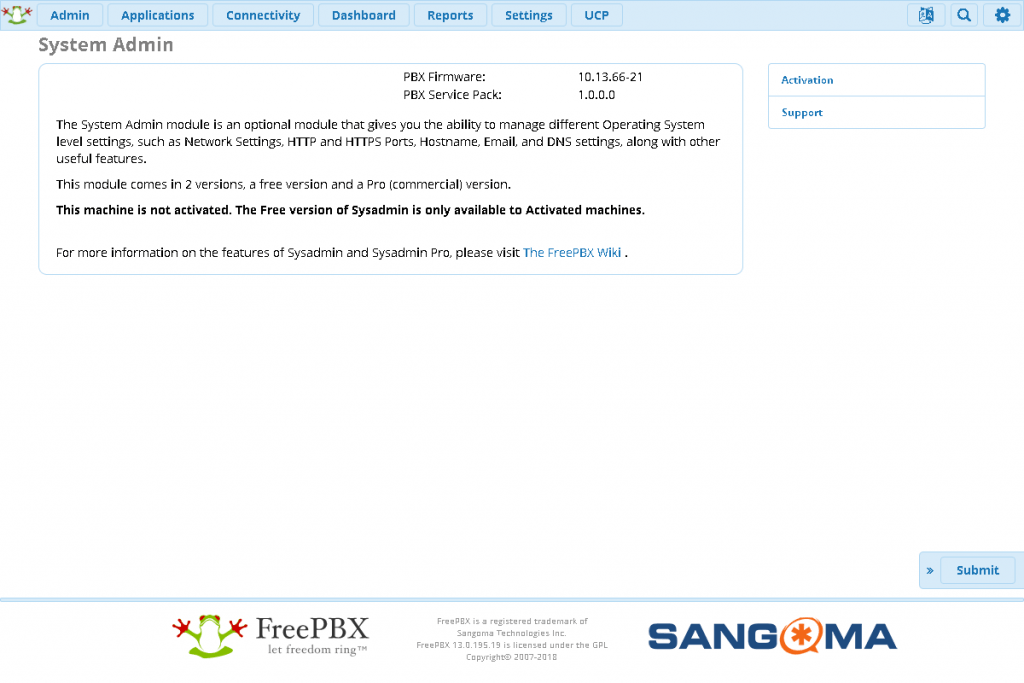 Admin
Applications
Connectivity
Dashboard
Reports
Settings
UCP
System Admin
PBX Firmware: 10.13.66-21
PBX Service Pack: 1.0.0.0
Activation
Support
The System Admin module is an optional module that gives you the ability to manage different Operating System
level settings, such as Network Settings, HTTP and HTTPS Ports, Hostname, Email, and DNS settings, along with other
useful features.
This module comes in 2 versions, a free version and a Pro (commercial) version.
This machine is not activated. The Free version of Sysadmin is only available to Activated machines.
For more information on the features of Sysadmin and Sysadmin Pro, please visit The FreePBX Wiki .
» Submit
FreePBX
let freedom ring™
FreePBX is a registered trademark of
Sangoma Technologies Inc.
FreePBX 13.0.195.19 is licensed under the GPL
Copyright© 2007-2018
SANGOMA